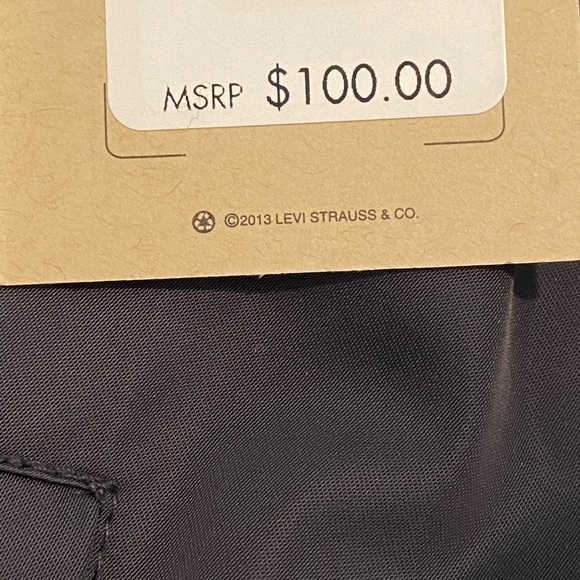 MSRP $100.00
©2013 LEVI STRAUSS & CO.